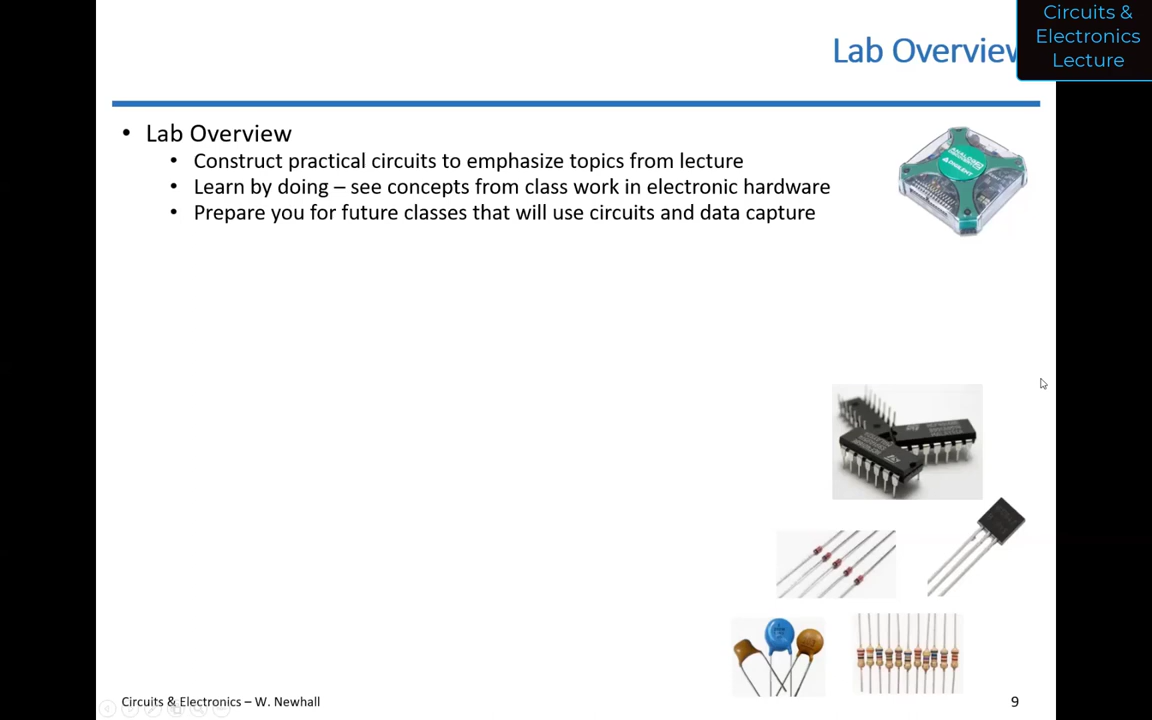 Circuits &
Electronics
Lecture
Lab Overview
• Lab Overview
• Construct practical circuits to emphasize topics from lecture
• Learn by doing – see concepts from class work in electronic hardware
• Prepare you for future classes that will use circuits and data capture
Circuits & Electronics – W. Newhall
9